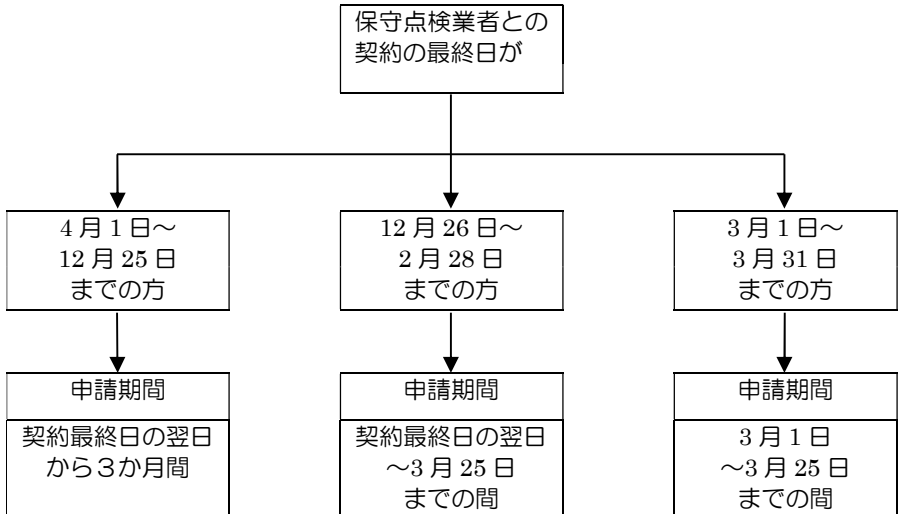 保守点検業者との
契約の最終日が
4月1日～
12月25日
までの方
12月26日～
2月28日
までの方
3月1日～
3月31日
までの方
申請期間
契約最終日の翌日
から３か月間
申請期間
契約最終日の翌日
～3月25日
までの間
申請期間
3月1日
～3月25日
までの間